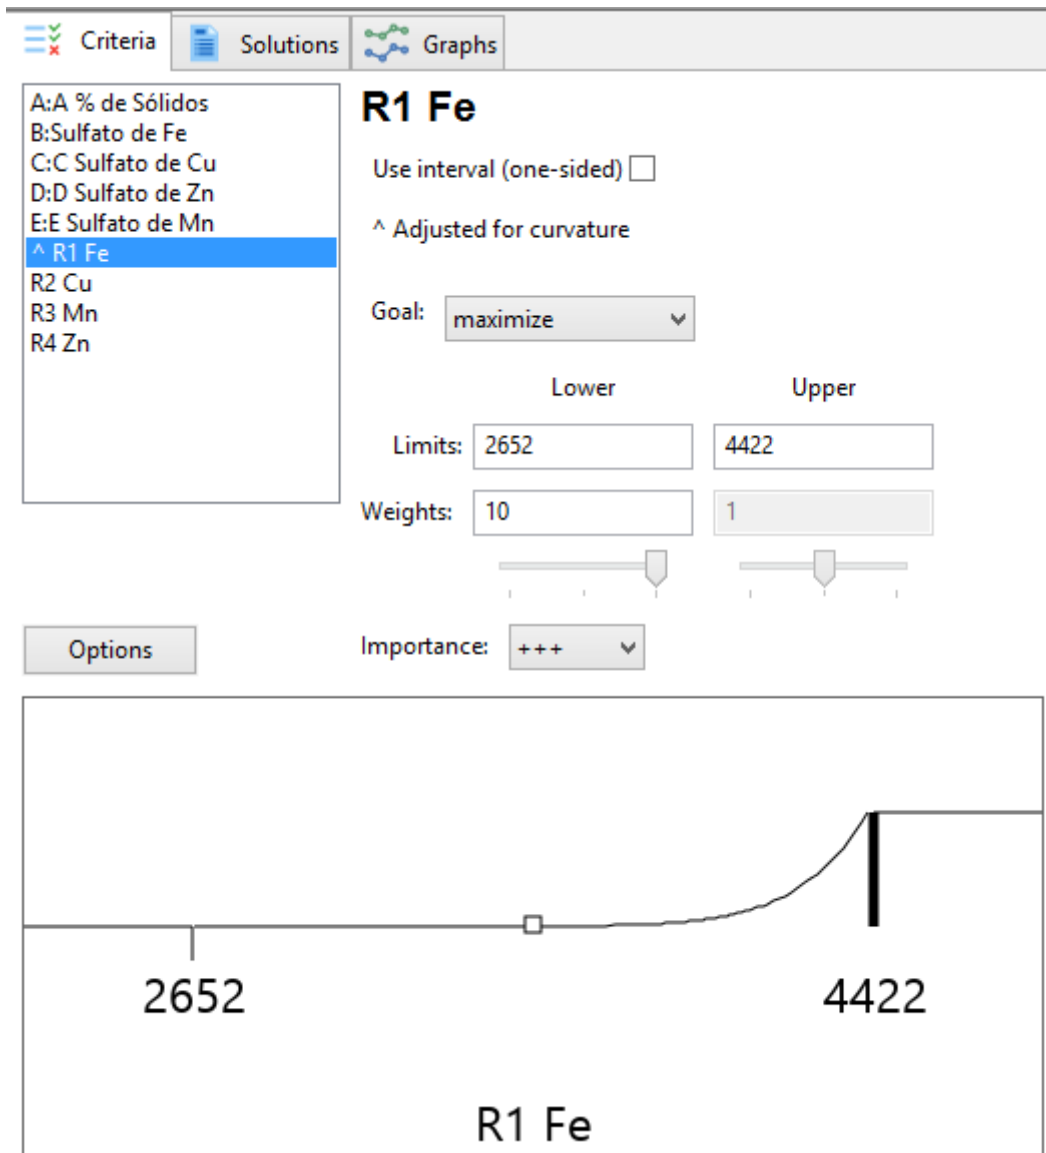 Criteria Solutions Graphs
A:A % de Sólidos
B:Sulfato de Fe
C:C Sulfato de Cu
D:D Sulfato de Zn
E:E Sulfato de Mn
^ R1 Fe
R2 Cu
R3 Mn
R4 Zn
R1 Fe
Use interval (one-sided)
^ Adjusted for curvature
Goal: maximize
Lower Upper
Limits: 2652 4422
Weights: 10 1
Options
Importance: +++
2652 4422
R1 Fe